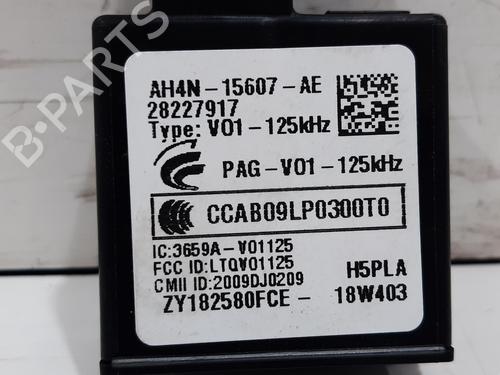 AH4N-15607-AE
28227917
Type: V01-125kHz
PAG-V01-125kHz
CCAB09LP0300T0
IC:3659A-V01125
FCC ID:LTQV01125
CMII ID:2009DJ0209
H5PLA
ZY182580FCE- 18W403
B-PARTS